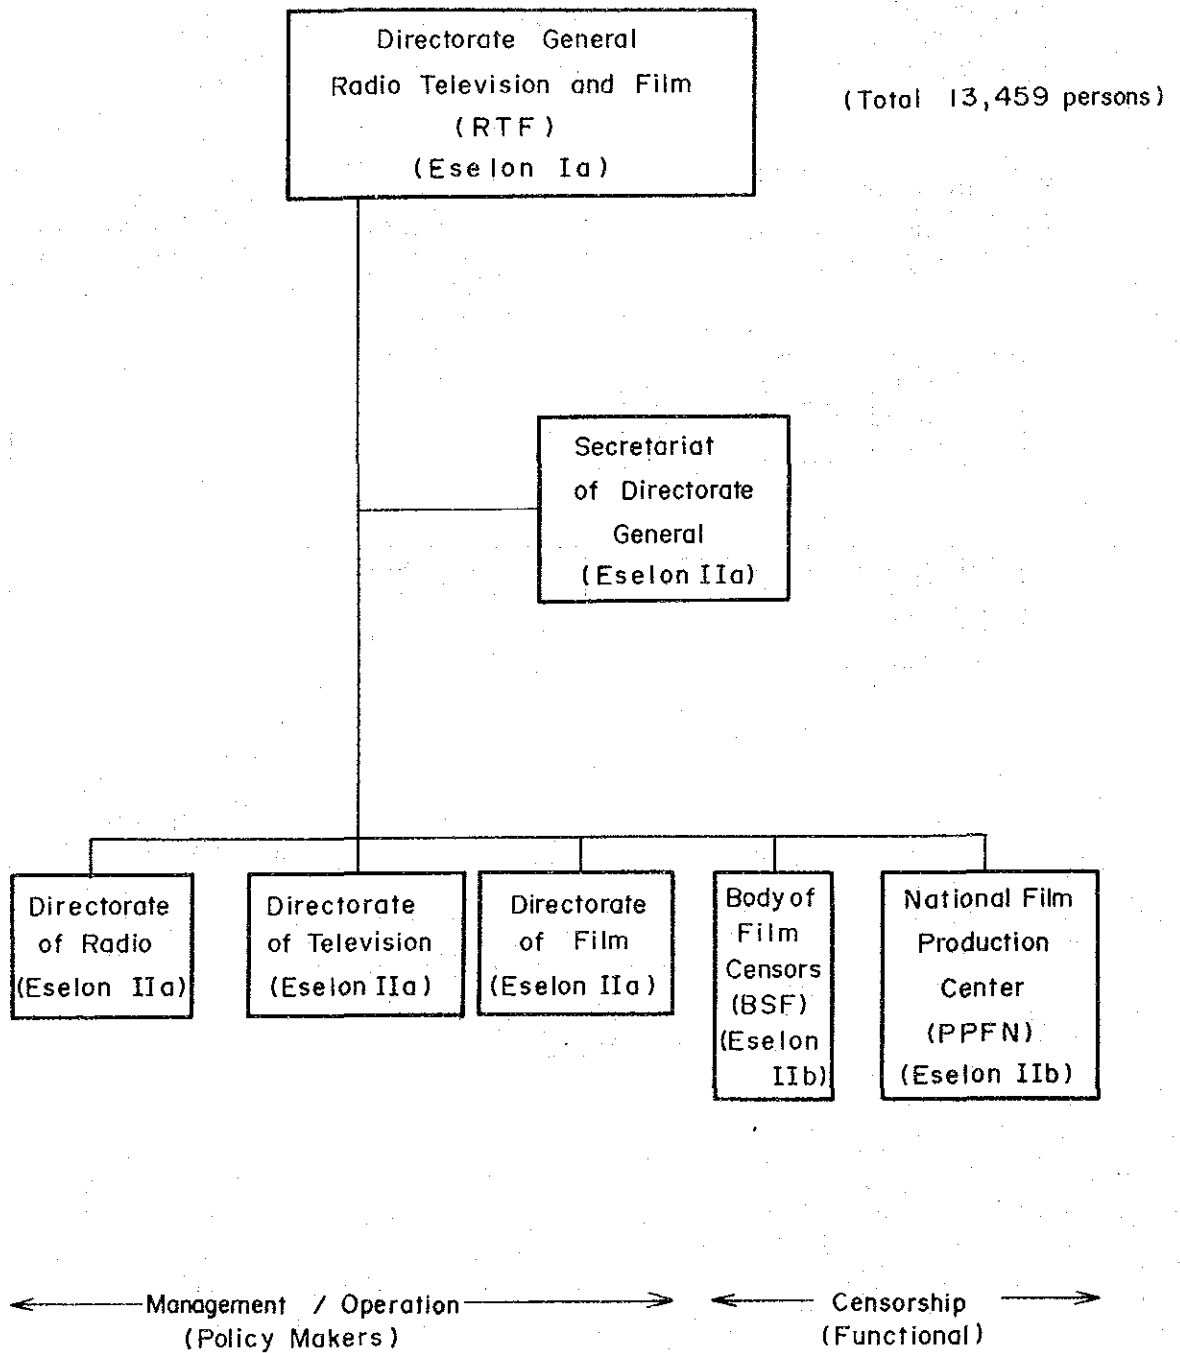 Directorate General
Radio Television and Film
(RTF)
(Eselon Ia)
(Total 13,459 persons)
Secretariat
of Directorate
General
(Eselon IIa)
Directorate
of Radio
(Eselon IIa)
Directorate
of Television
(Eselon IIa)
Directorate
of Film
(Eselon IIa)
Body of
Film
Censors
(BSF)
(Eselon
IIb)
National Film
Production
Center
(PPFN)
(Eselon IIb)
Management / Operation
(Policy Makers)
Censorship
(Functional)